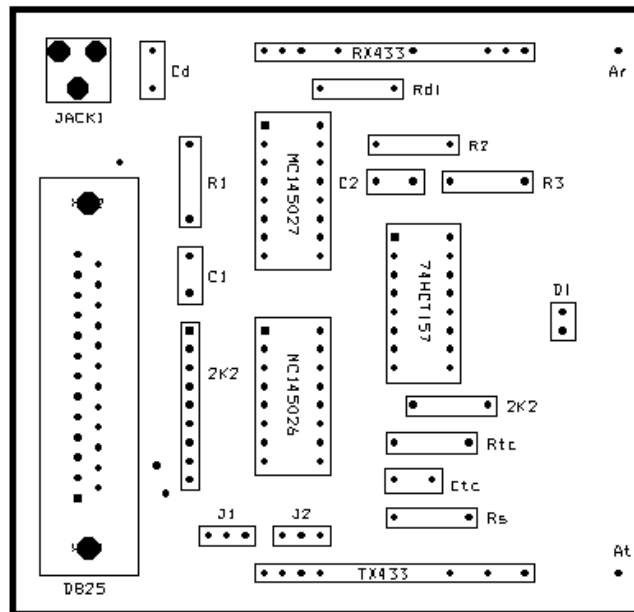 RX433
Cd
Ar
JACK1
Rd1
R2
MC145027
R1
C2
R3
C1
74HCT157
D1
2K2
MC145026
2K2
Rtc
Ctc
J1
J2
Rs
At
TX433
DB25